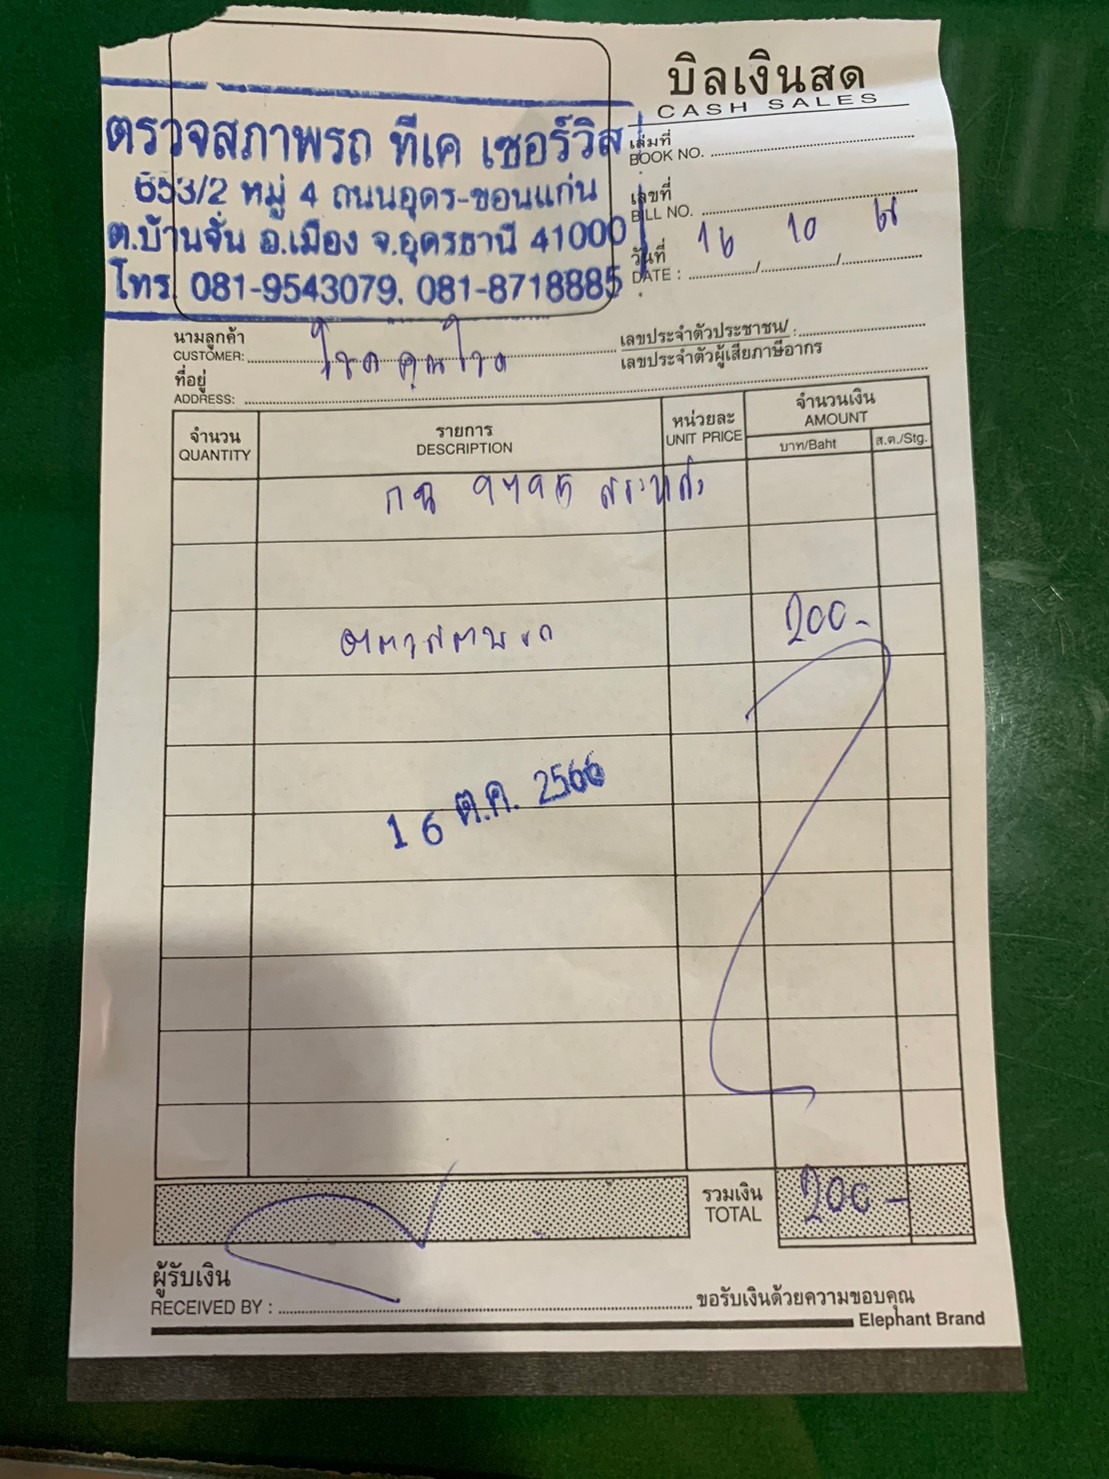 บิลเงินสด
CASH SALES
ตรวจสภาพรถ ทีเค เซอร์วิส
653/2 หมู่ 4 ถนนอุดร-ขอนแก่น
ต.บ้านจั่น อ.เมือง จ.อุดรธานี 41000
โทร. 081-9543079, 081-8718885
เล่มที่
BOOK NO.
เลขที่
BILL NO.
วันที่ 16 10
DATE : / /
นามลูกค้า
CUSTOMER:
เลขประจำตัวประชาชน/ :
เลขประจำตัวผู้เสียภาษีอากร
ที่อยู่
ADDRESS:
จำนวน
QUANTITY
รายการ
DESCRIPTION
หน่วยละ
UNIT PRICE
จำนวนเงิน
AMOUNT
บาท/Baht ส.ต./Stg.
ตรวจสภาพรถ 200-
16 ต.ค. 2566
รวมเงิน 200-
TOTAL
ผู้รับเงิน
RECEIVED BY : ขอรับเงินด้วยความขอบคุณ
Elephant Brand